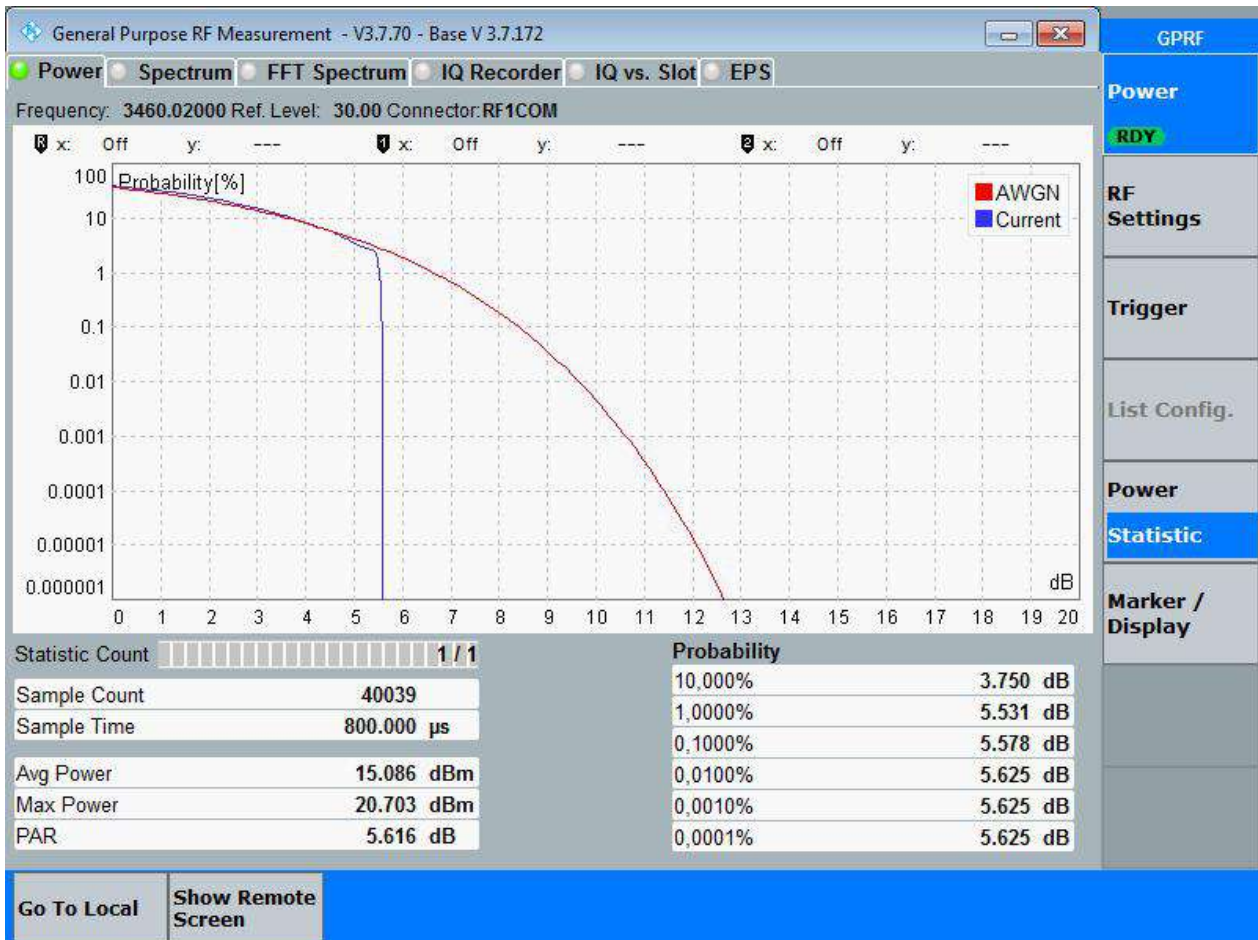 General Purpose RF Measurement - V3.7.70 - Base V 3.7.172
GPRF
Power Spectrum FFT Spectrum IQ Recorder IQ vs. Slot EPS
Frequency: 3460.02000 Ref. Level: 30.00 Connector:RF1COM
R x: Off y: --- 1 x: Off y: --- 2 x: Off y: ---
Probability[%]
AWGN
Current
100
10
1
0.1
0.01
0.001
0.0001
0.00001
0.000001
dB
0 1 2 3 4 5 6 7 8 9 10 11 12 13 14 15 16 17 18 19 20
Statistic Count 1 / 1
Sample Count 40039
Sample Time 800.000 µs
Avg Power 15.086 dBm
Max Power 20.703 dBm
PAR 5.616 dB
Probability
10,000% 3.750 dB
1,0000% 5.531 dB
0,1000% 5.578 dB
0,0100% 5.625 dB
0,0010% 5.625 dB
0,0001% 5.625 dB
Power
RDY
RF
Settings
Trigger
List Config.
Power
Statistic
Marker /
Display
Go To Local
Show Remote
Screen